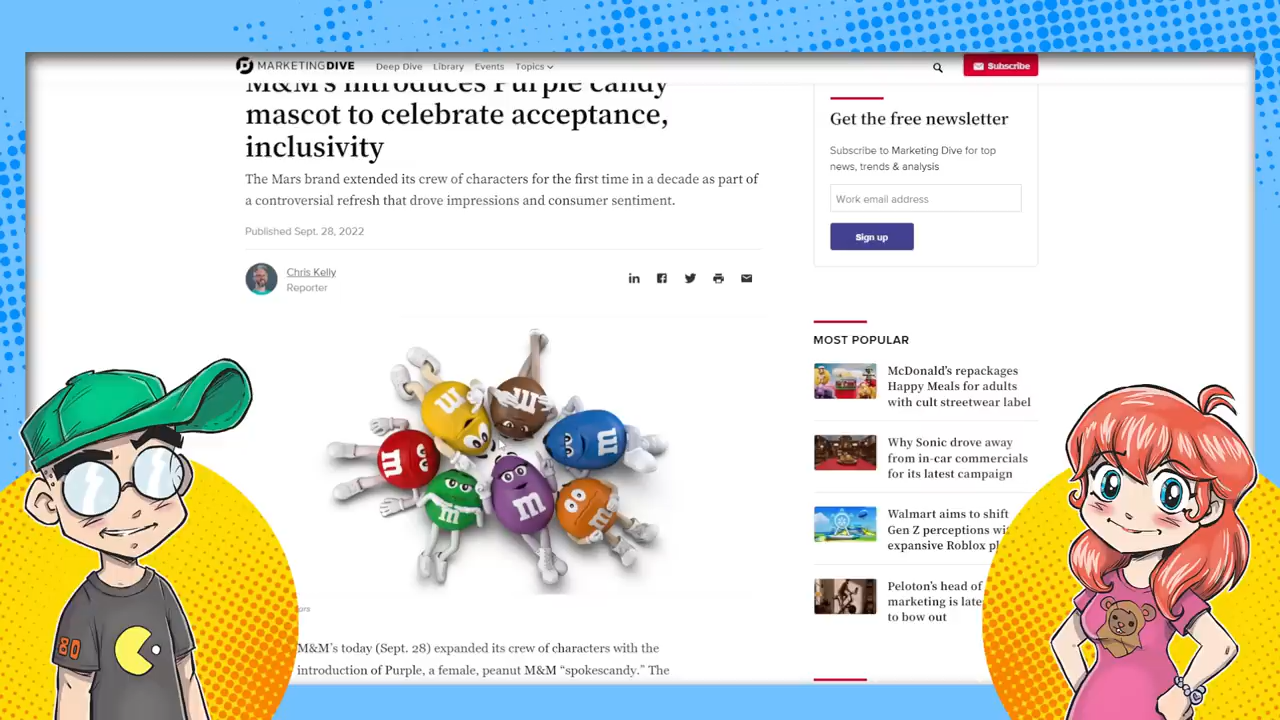 MARKETINGDIVE
Deep Dive Library Events Topics
Subscribe
M&M's introduces Purple candy
mascot to celebrate acceptance,
inclusivity
The Mars brand extended its crew of characters for the first time in a decade as part of
a controversial refresh that drove impressions and consumer sentiment.
Published Sept. 28, 2022
Chris Kelly
Reporter
in
m
m
m
m
m
m
m
M&M's today (Sept. 28) expanded its crew of characters with the
introduction of Purple, a female, peanut M&M “spokescandy.” The
Get the free newsletter
Subscribe to Marketing Dive for top
news, trends & analysis
Work email address
Sign up
MOST POPULAR
McDonald's repackages
Happy Meals for adults
with cult streetwear label
Why Sonic drove away
from in-car commercials
for its latest campaign
Walmart aims to shift
Gen Z perceptions
expansive Roblox
Peloton's head of
marketing is
to bow out
80